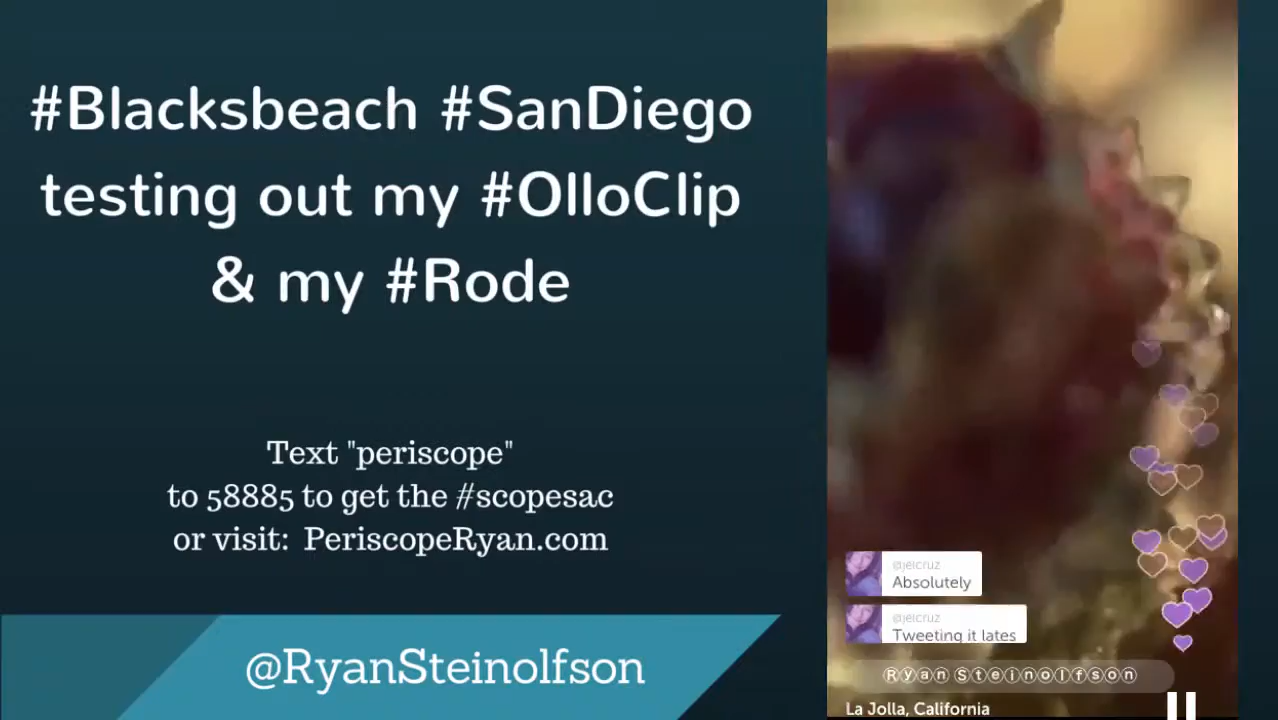 #Blacksbeach #SanDiego
testing out my #OlloClip
& my #Rode
Text "periscope"
to 58885 to get the #scopesac
or visit: PeriscopeRyan.com
@RyanSteinolfson
@jelcruz
Absolutely
@jelcruz
Tweeting it lates
Ryan Steinolfson
La Jolla, California